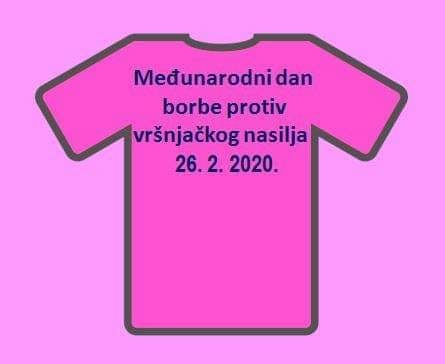 Međunarodni dan
borbe protiv
vršnjačkog nasilja
26. 2. 2020.